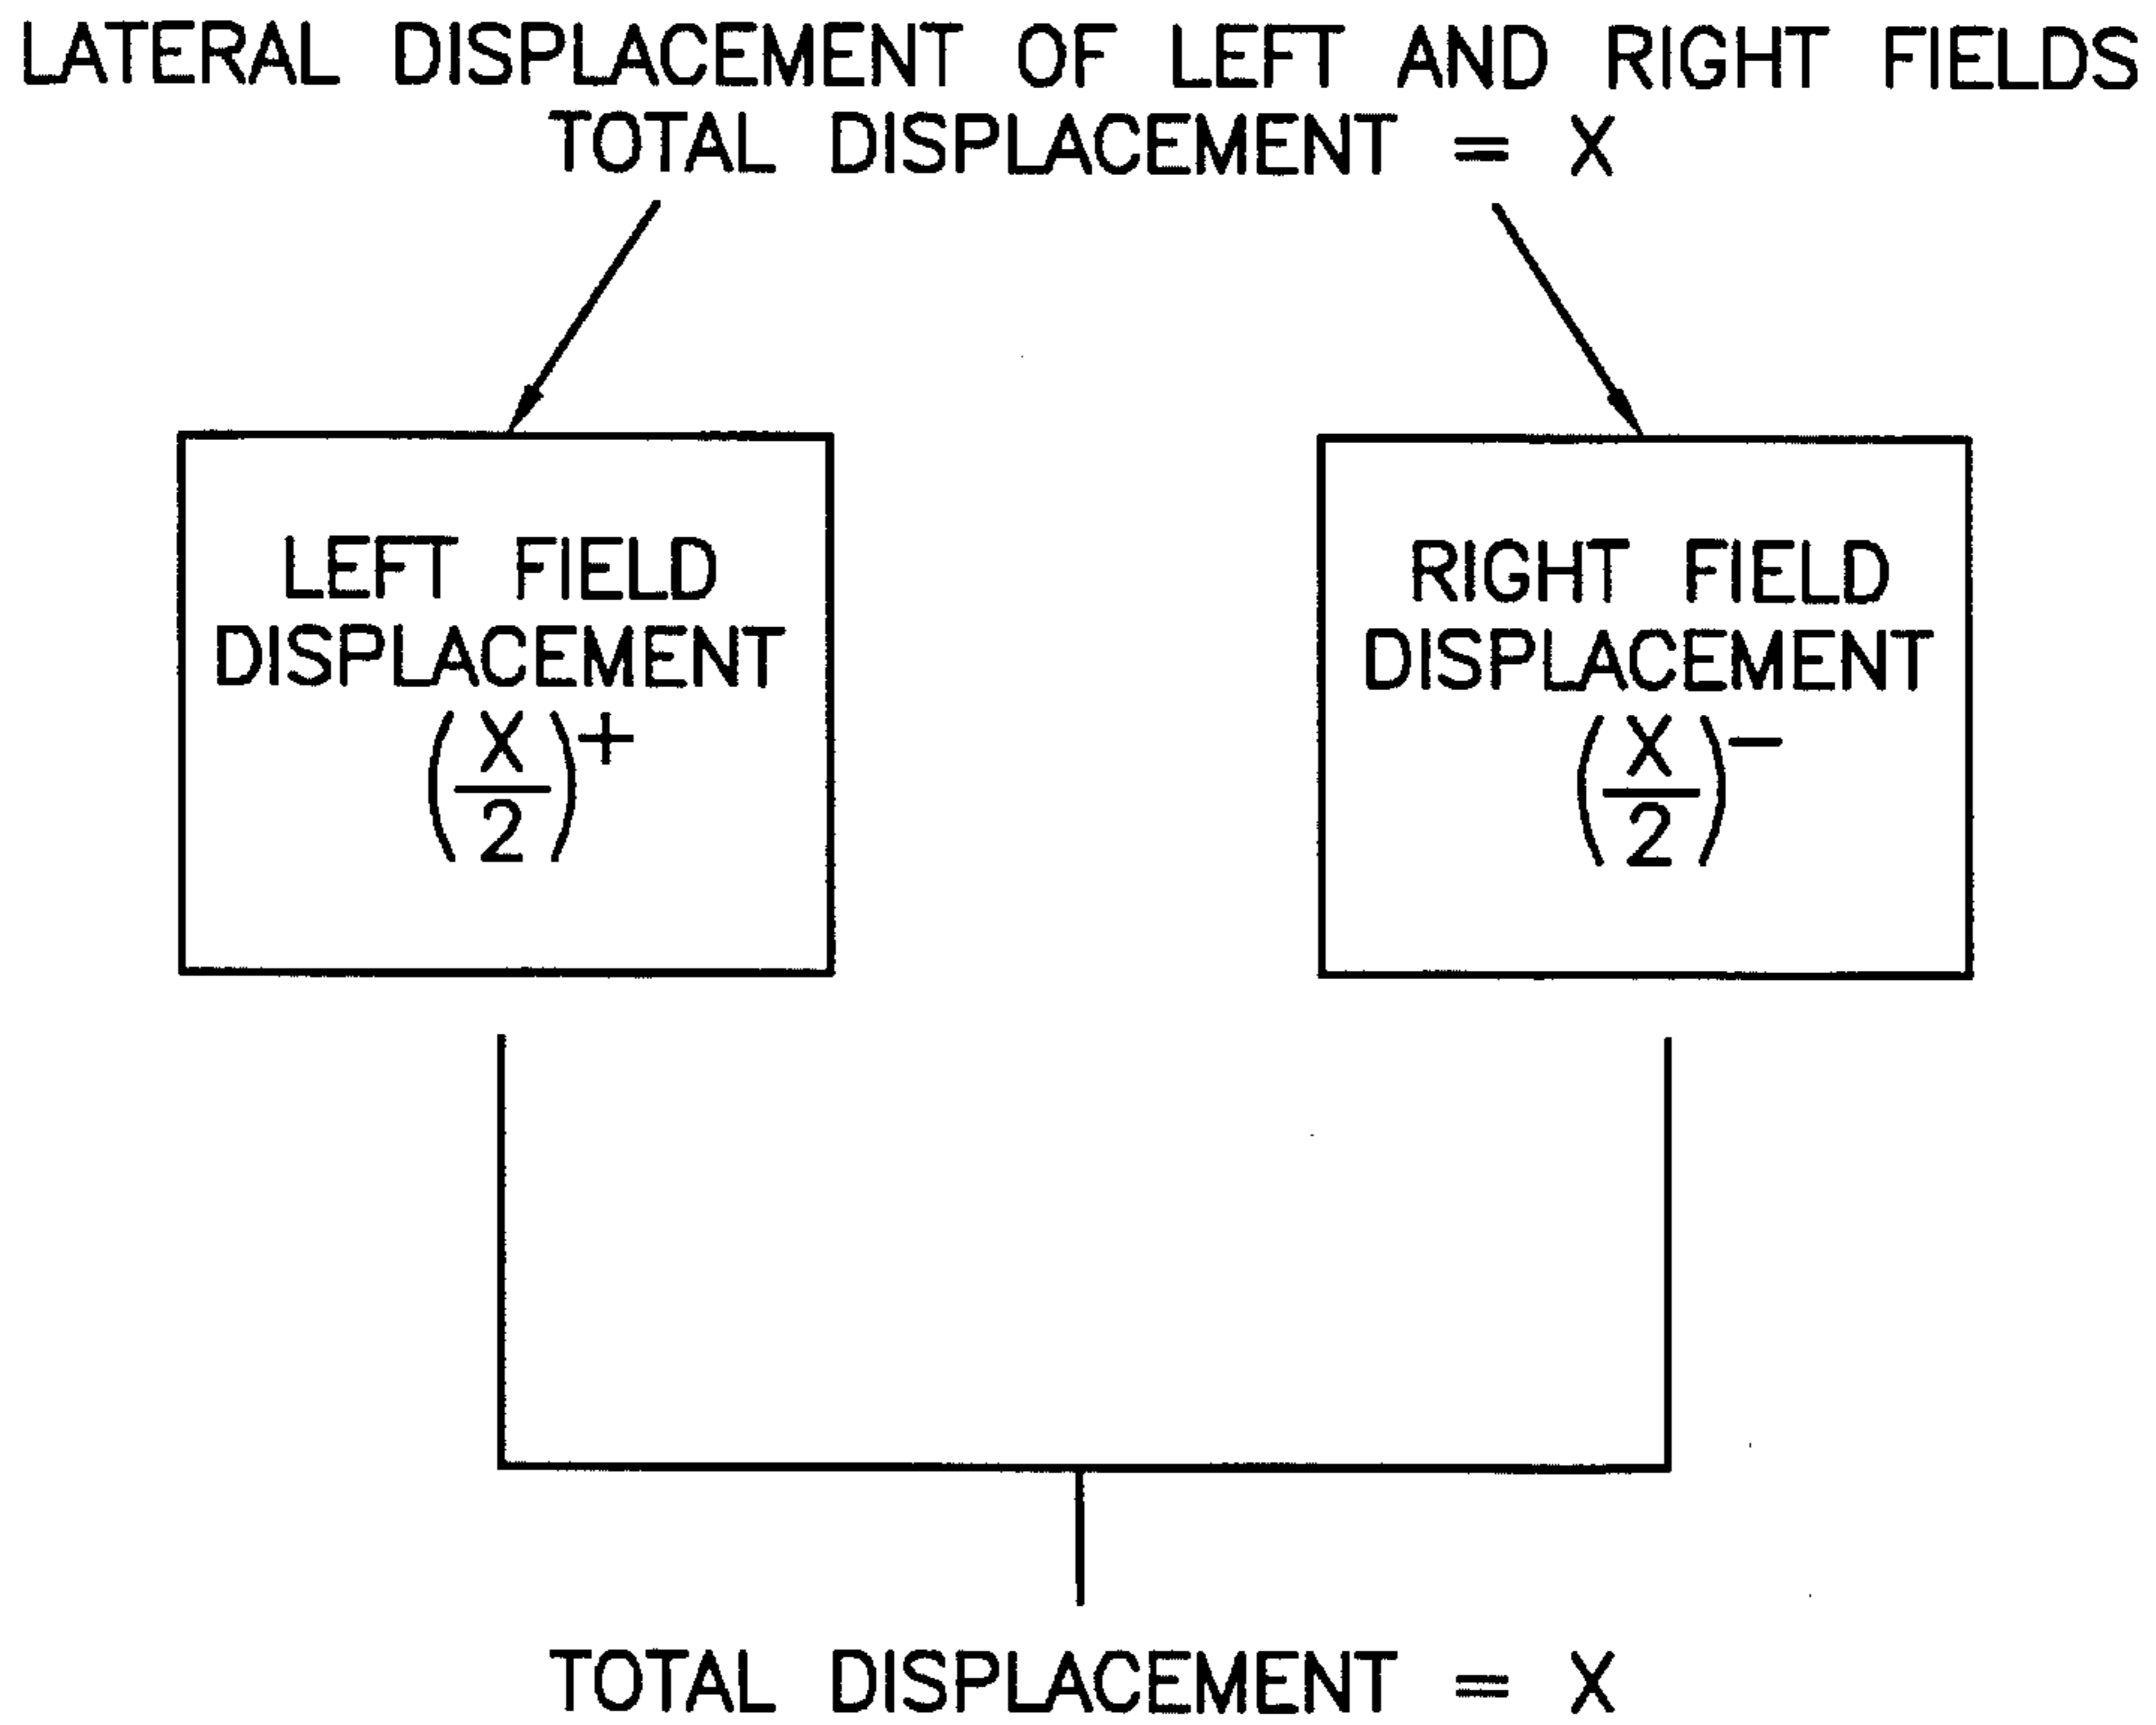 LATERAL DISPLACEMENT OF LEFT AND RIGHT FIELDS
TOTAL DISPLACEMENT = X
LEFT FIELD
DISPLACEMENT
(X/2)+
RIGHT FIELD
DISPLACEMENT
(X/2)−
TOTAL DISPLACEMENT = X